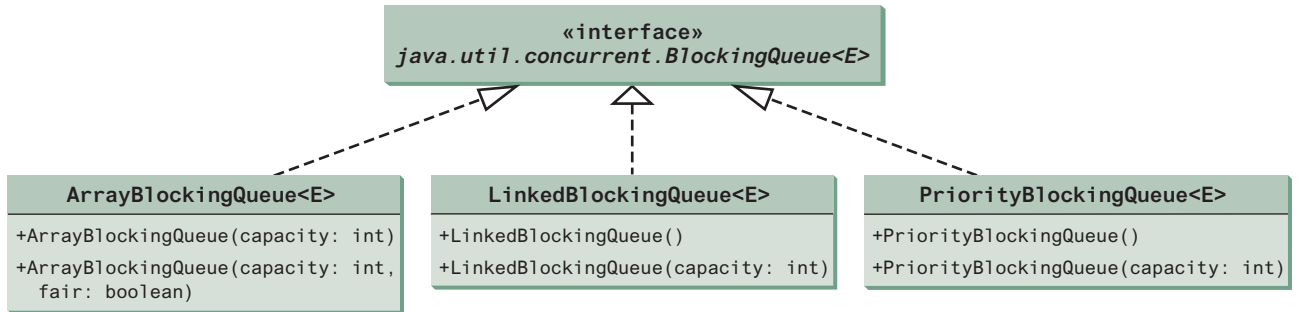 «interface»
java.util.concurrent.BlockingQueue<E>
ArrayBlockingQueue<E>
+ArrayBlockingQueue(capacity: int)
+ArrayBlockingQueue(capacity: int,
fair: boolean)
LinkedBlockingQueue<E>
+LinkedBlockingQueue()
+LinkedBlockingQueue(capacity: int)
PriorityBlockingQueue<E>
+PriorityBlockingQueue()
+PriorityBlockingQueue(capacity: int)